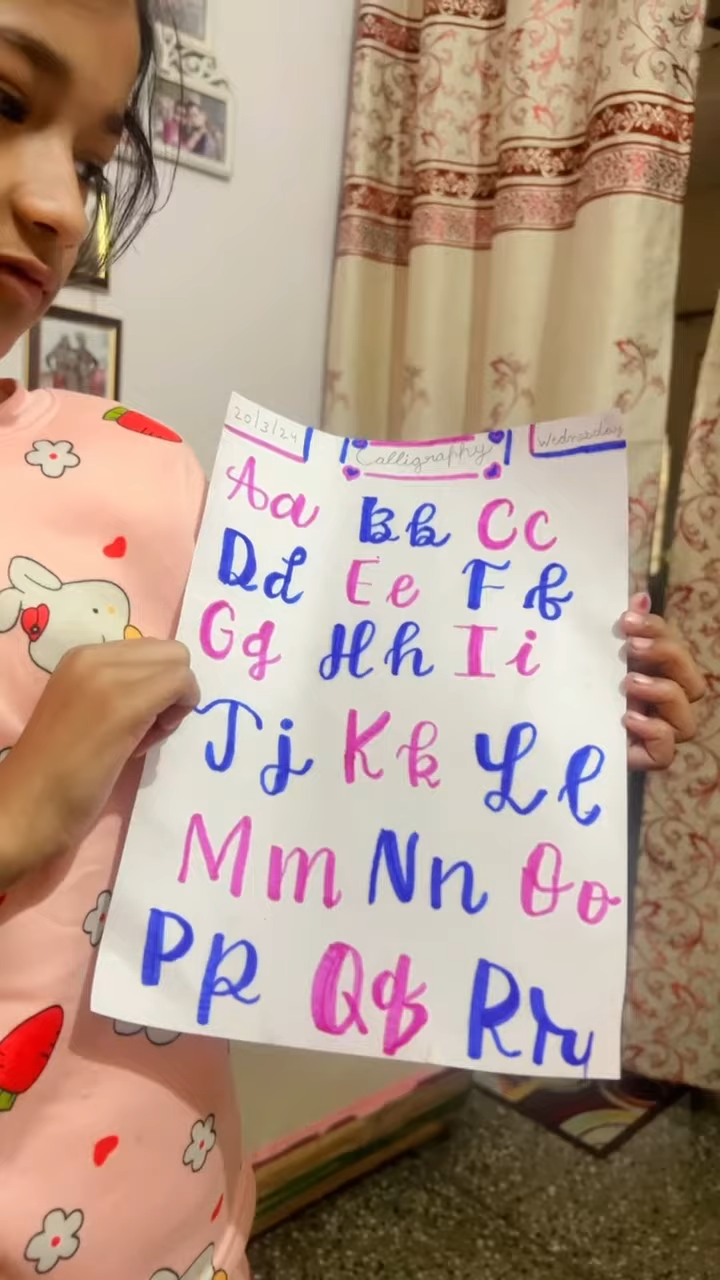 20/3/24 Calligraphy Wednesday
Aa Bb Cc
Dd Ee Ff
Gg Hh Ii
Jj Kk Ll
Mm Nn Oo
Pp Qq Rr